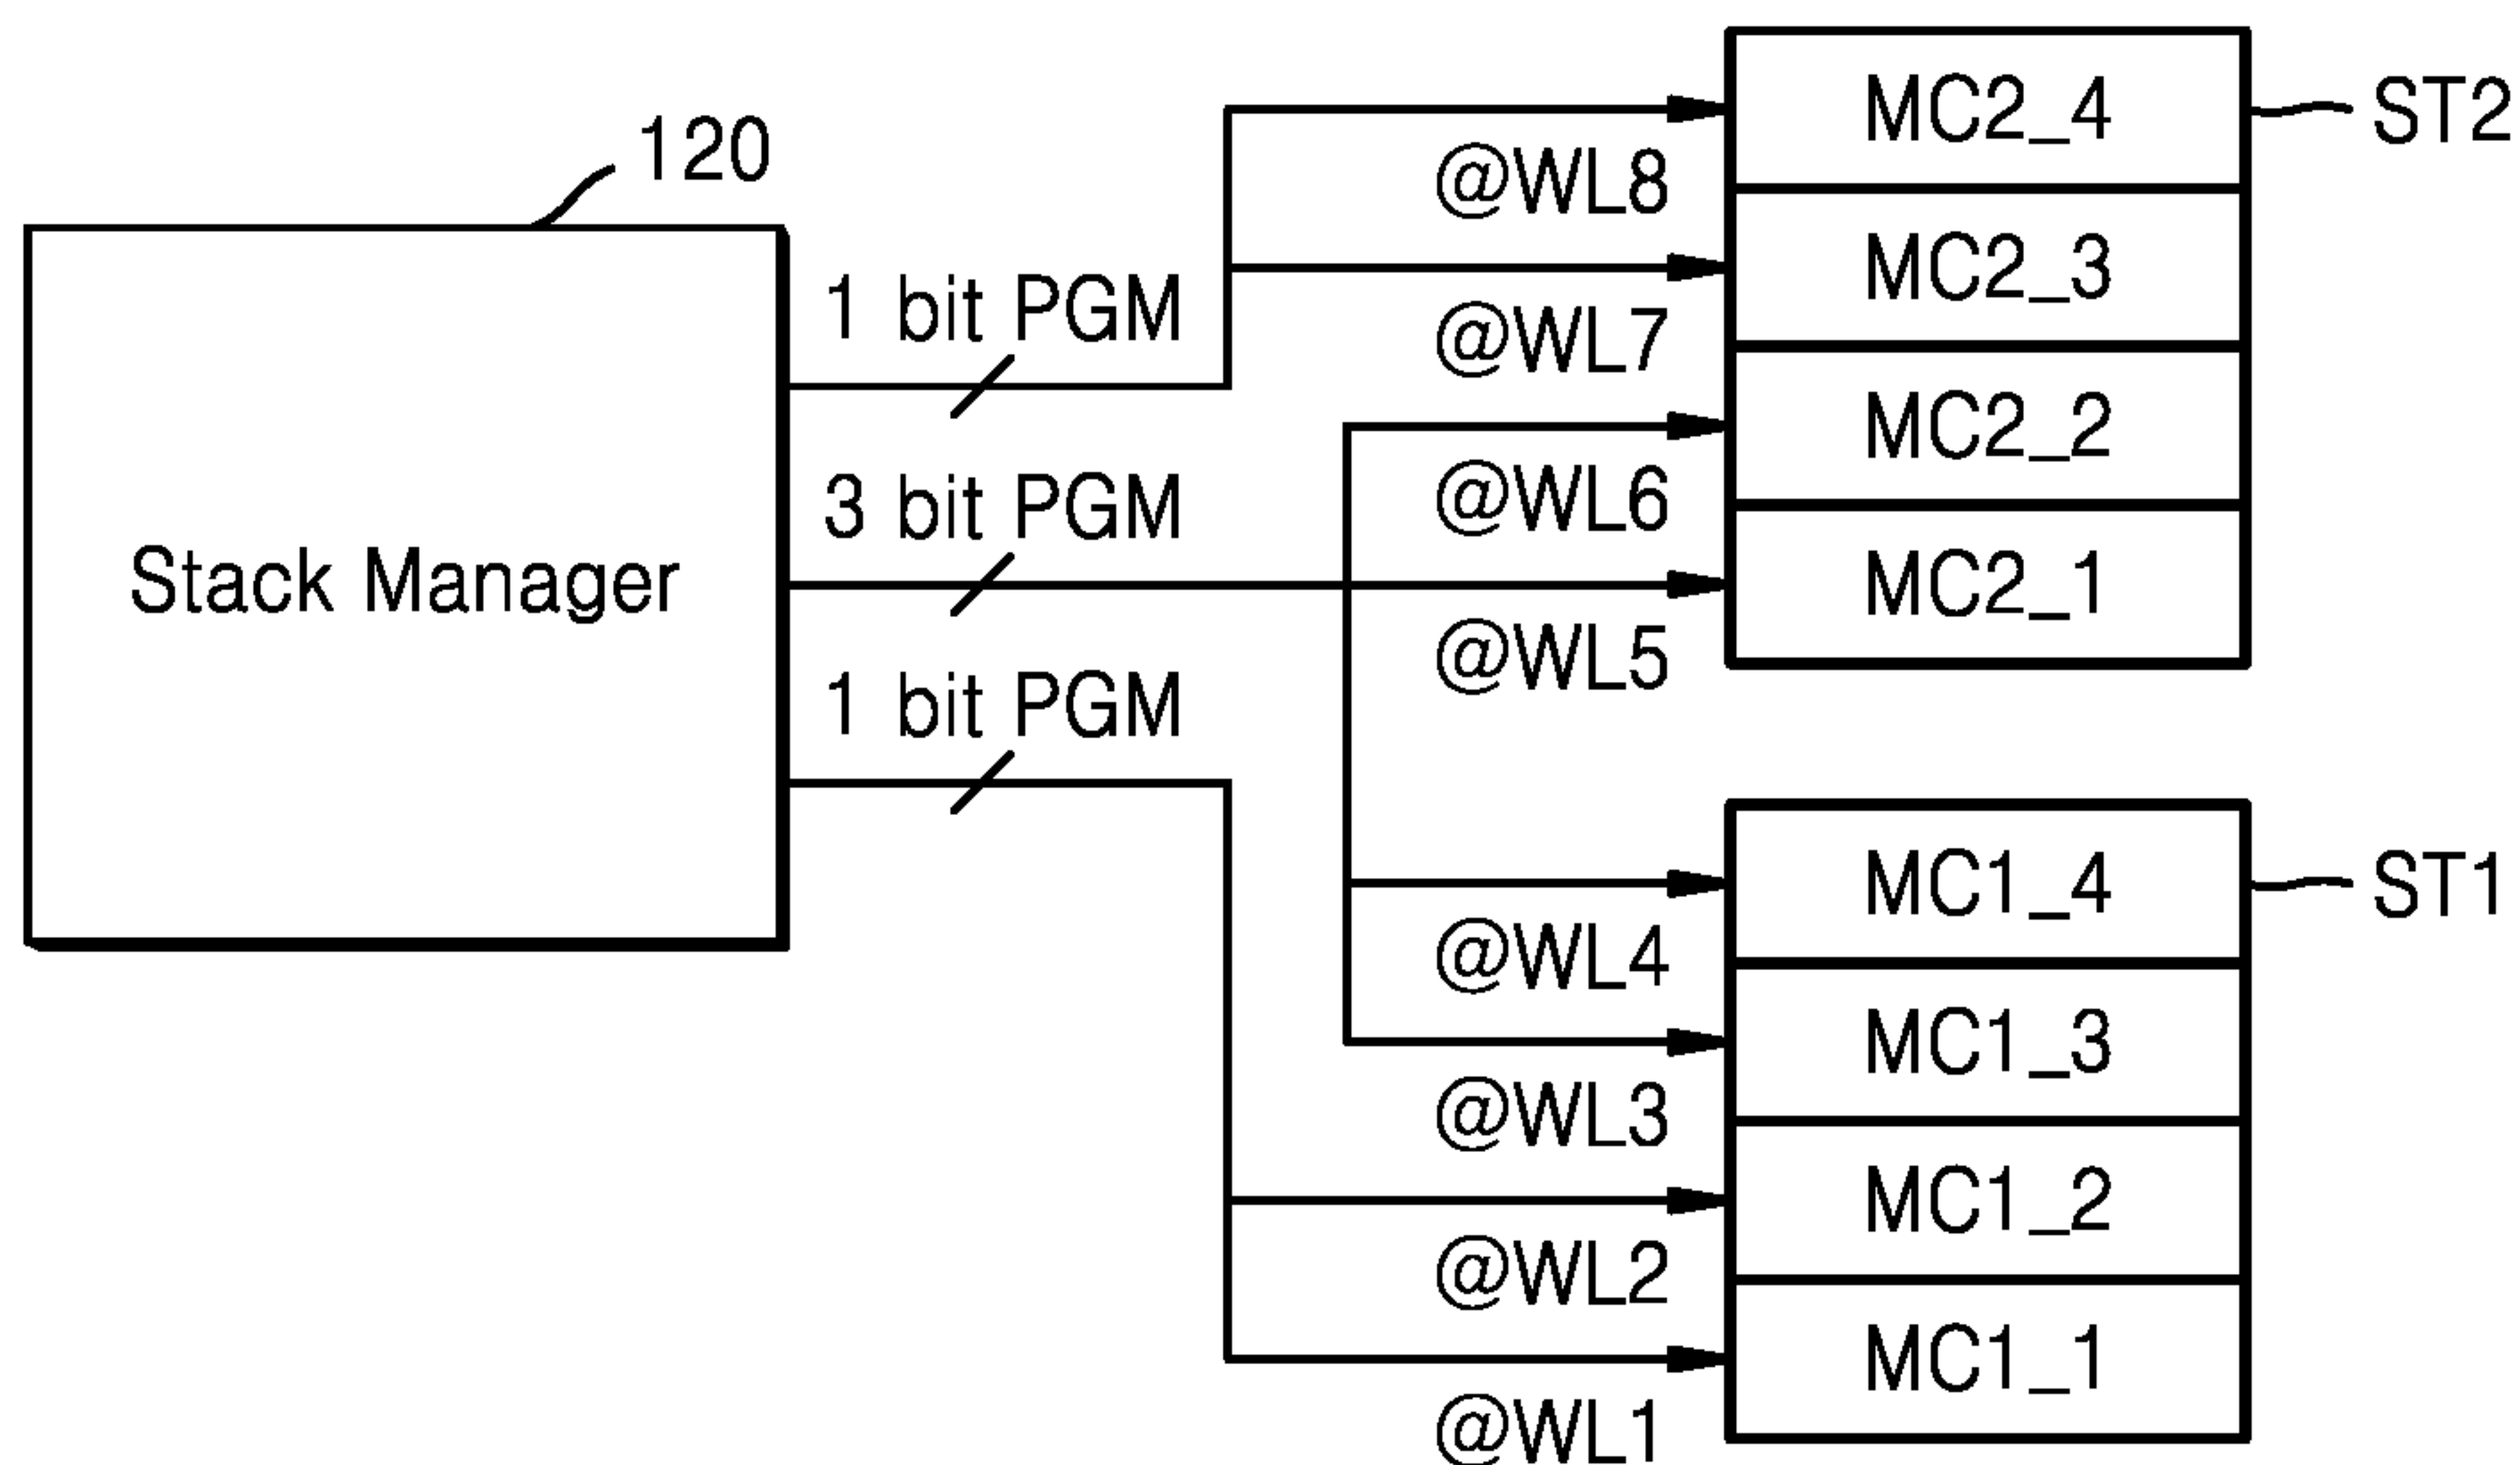 120
Stack Manager
1 bit PGM
3 bit PGM
1 bit PGM
@WL8
@WL7
@WL6
@WL5
@WL4
@WL3
@WL2
@WL1
MC2_4
MC2_3
MC2_2
MC2_1
ST2
MC1_4
MC1_3
MC1_2
MC1_1
ST1